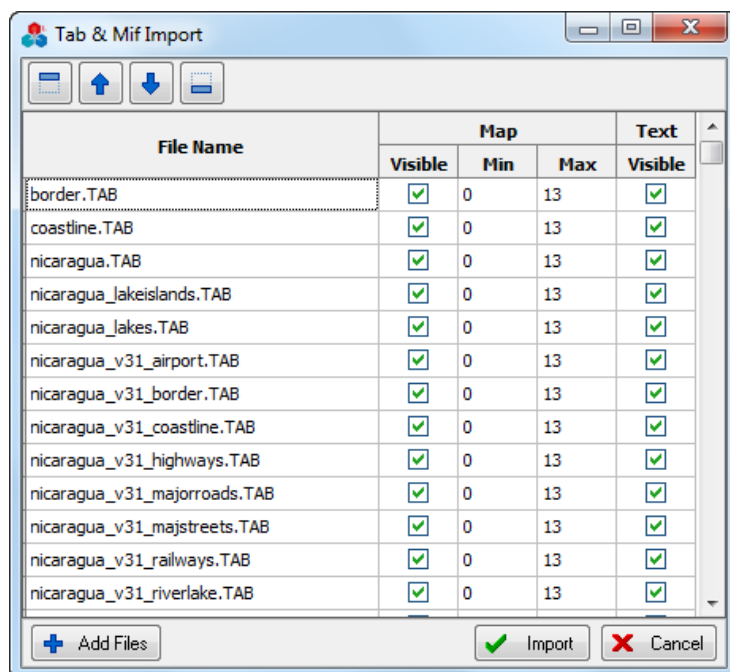 Tab & Mif Import
File Name Map Text
Visible Min Max Visible
border.TAB 0 13
coastline.TAB 0 13
nicaragua.TAB 0 13
nicaragua_lakeislands.TAB 0 13
nicaragua_lakes.TAB 0 13
nicaragua_v31_airport.TAB 0 13
nicaragua_v31_border.TAB 0 13
nicaragua_v31_coastline.TAB 0 13
nicaragua_v31_highways.TAB 0 13
nicaragua_v31_majorroads.TAB 0 13
nicaragua_v31_majstreets.TAB 0 13
nicaragua_v31_railways.TAB 0 13
nicaragua_v31_riverlake.TAB 0 13
Add Files Import Cancel